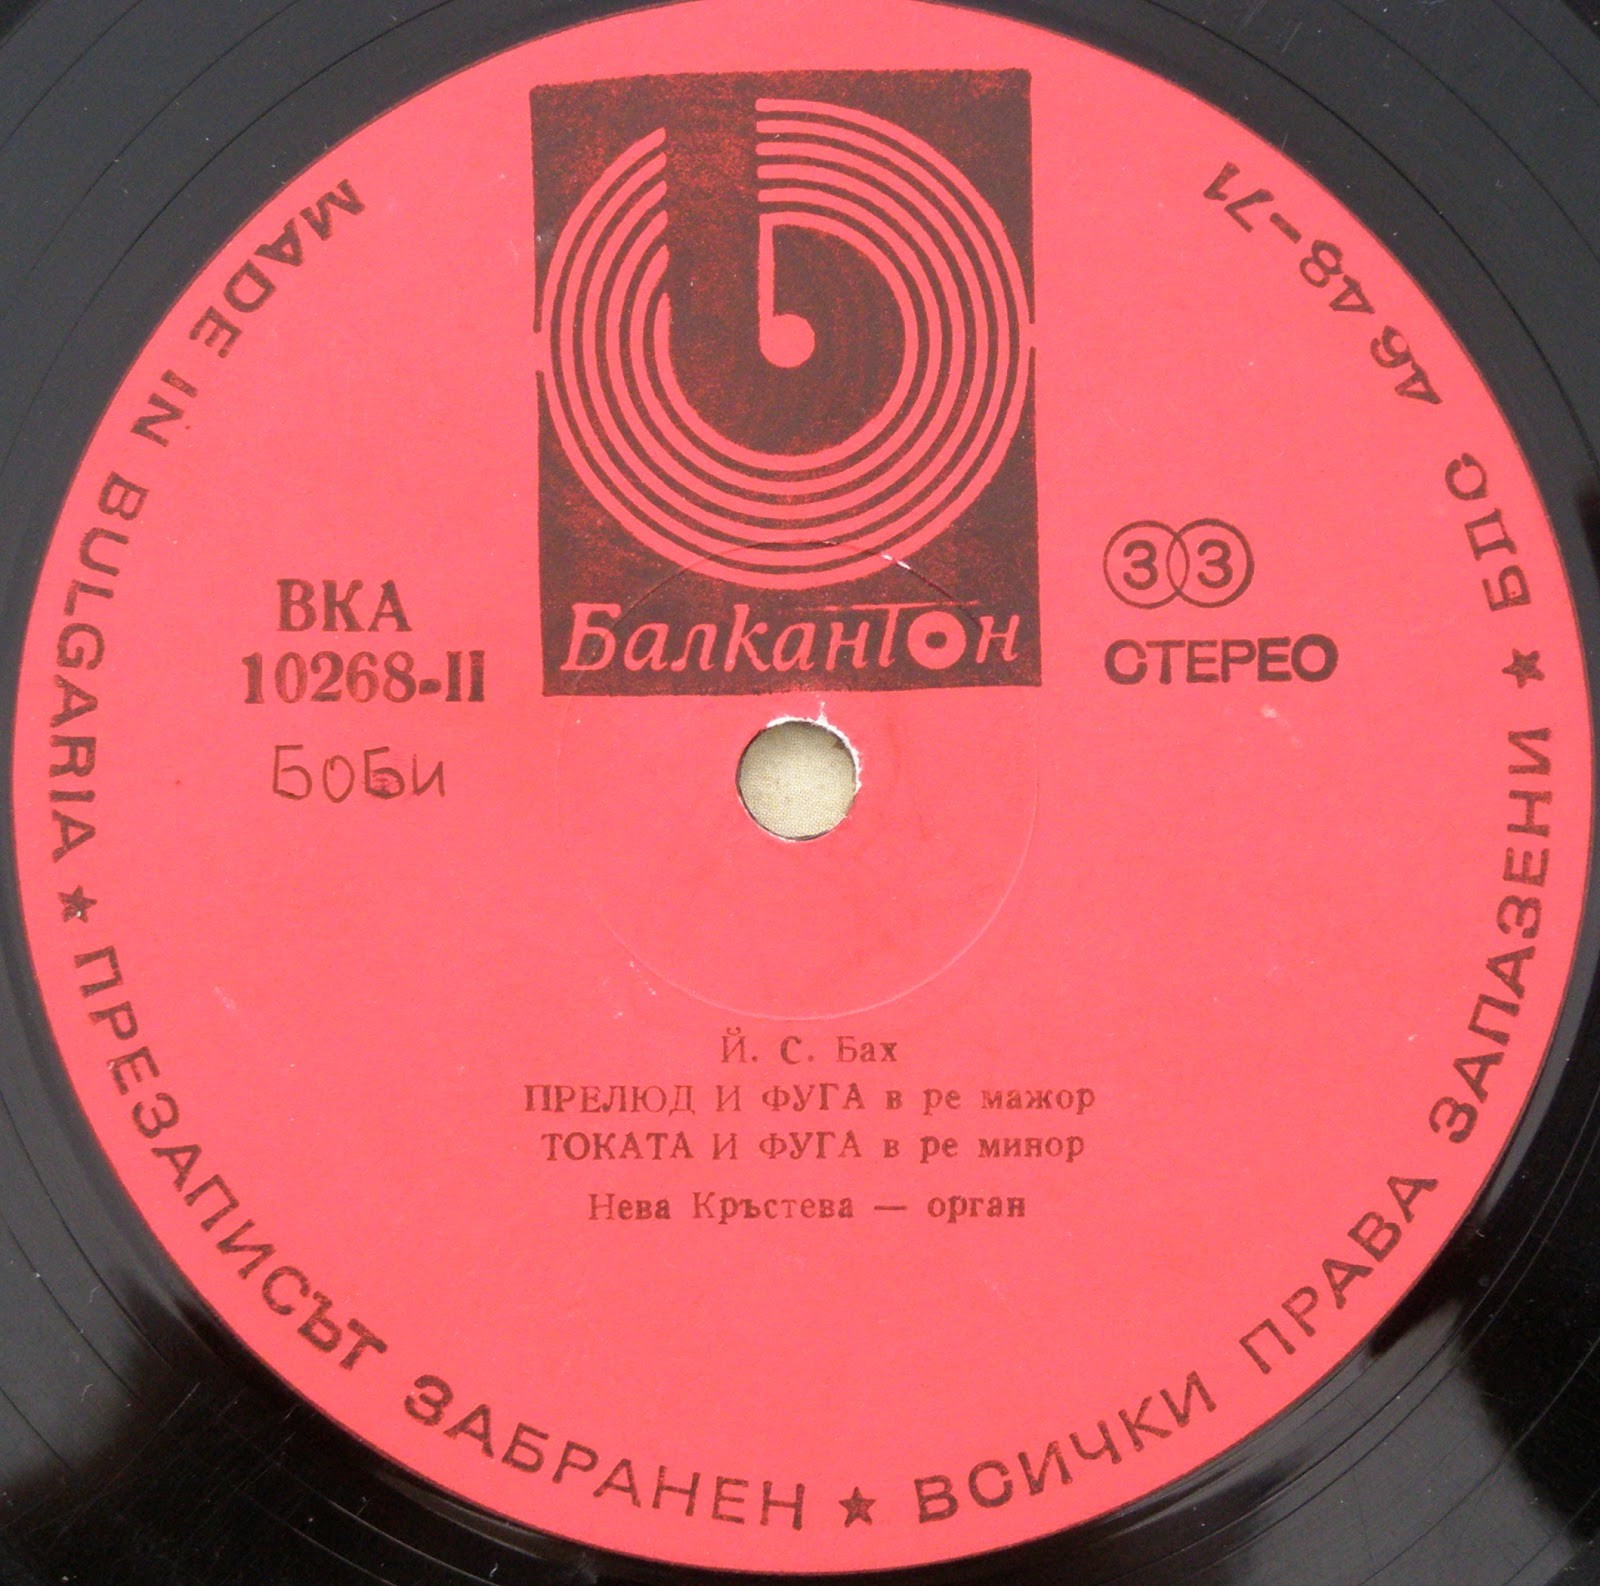 Балкантон
ВКА
10268-II
БОБИ
33
СТЕРЕО
Й. С. Бах
ПРЕЛЮД И ФУГА в ре мажор
ТОКАТА И ФУГА в ре минор
Нева Кръстева — орган
MADE IN BULGARIA ★ ПРЕЗАПИСЪТ ЗАБРАНЕН ★ ВСИЧКИ ПРАВА ЗАПАЗЕНИ ★ БДС 4648-71